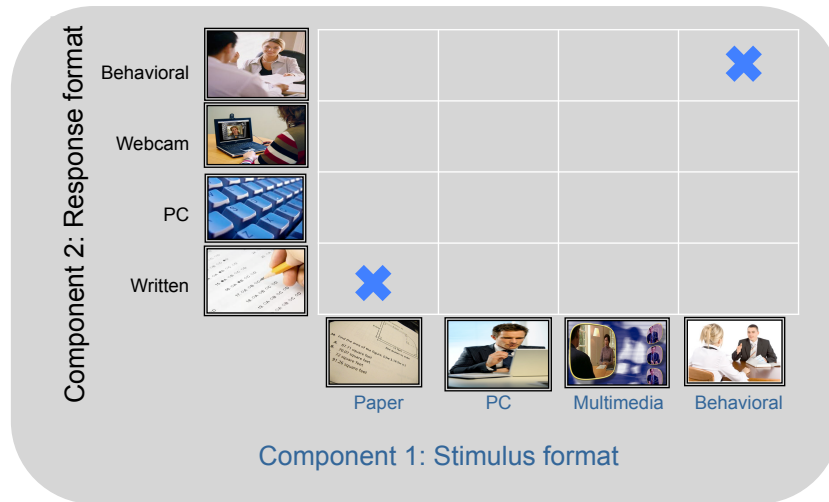 Component 2: Response format
Behavioral
Webcam
PC
Written
Paper
PC
Multimedia
Behavioral
Component 1: Stimulus format